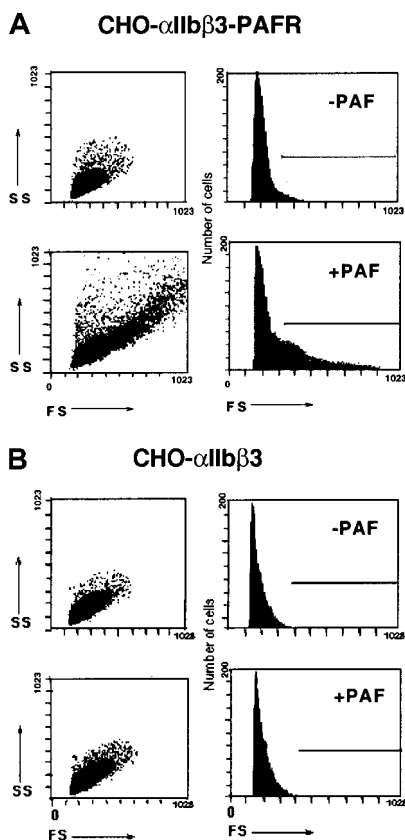 A CHO-αIIbβ3-PAFR
1023
SS
1023
200
-PAF
Number of cells
1023
1023
SS
0
1023
FS
200
+PAF
0
1023
FS
B CHO-αIIbβ3
1023
SS
1023
200
-PAF
Number of cells
1023
1023
SS
0
1023
FS
200
+PAF
0
1023
FS